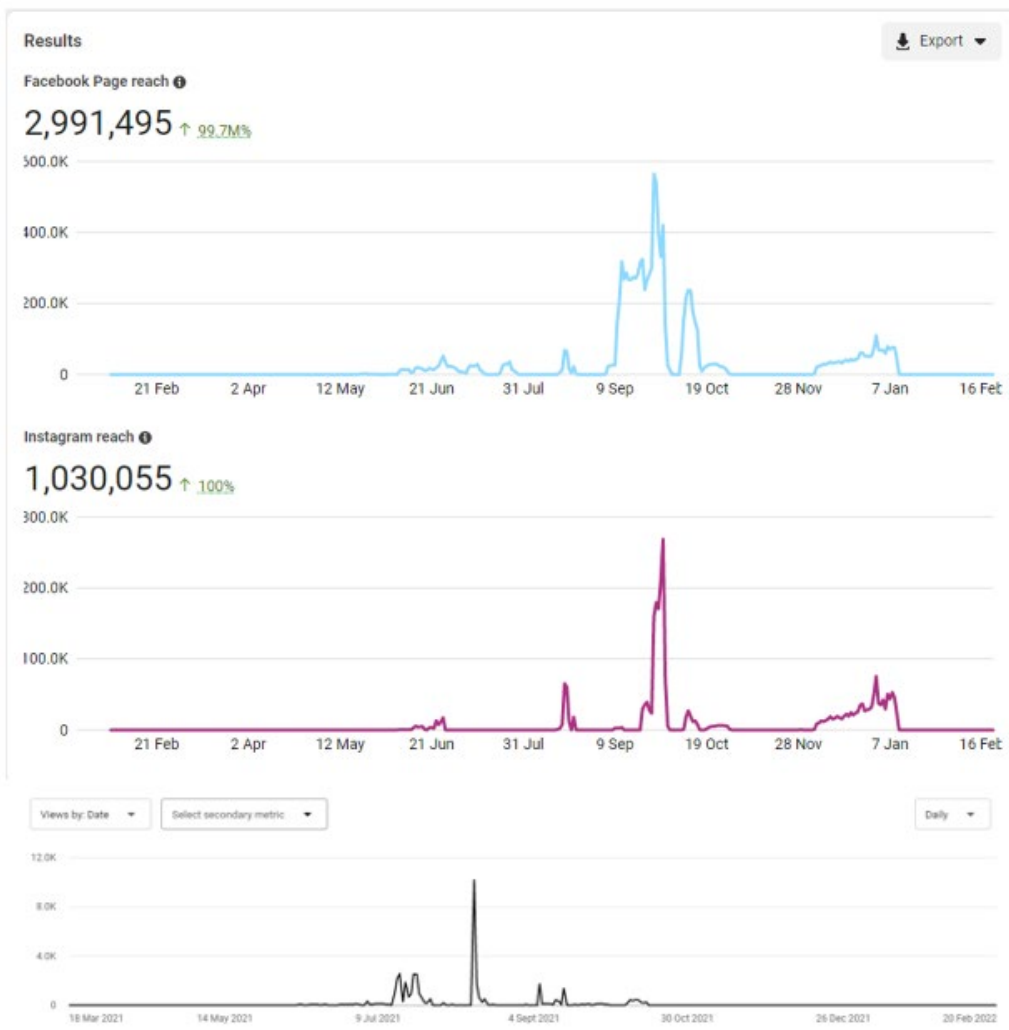 Results
Export
Facebook Page reach
2,991,495 ↑ 99.7M%
500.0K
400.0K
200.0K
0
21 Feb 2 Apr 12 May 21 Jun 31 Jul 9 Sep 19 Oct 28 Nov 7 Jan 16 Feb
Instagram reach
1,030,055 ↑ 100%
300.0K
200.0K
100.0K
0
21 Feb 2 Apr 12 May 21 Jun 31 Jul 9 Sep 19 Oct 28 Nov 7 Jan 16 Feb
Views by: Date Select secondary metric Daily
12.0K
8.0K
4.0K
0
18 Mar 2021 14 May 2021 9 Jul 2021 4 Sept 2021 30 Oct 2021 26 Dec 2021 20 Feb 2022